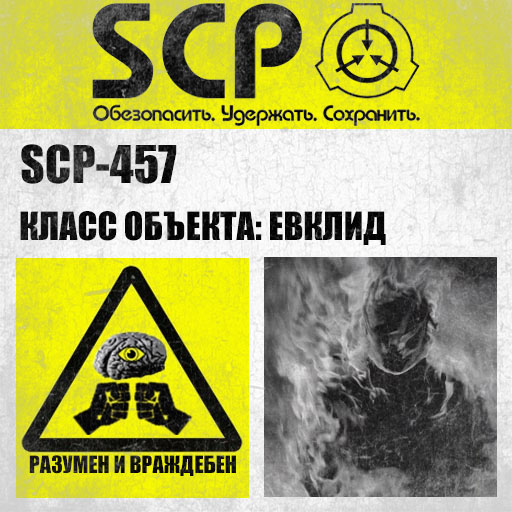 SCP
Обезопасить. Удержать. Сохранить.
SCP-457
КЛАСС ОБЪЕКТА: ЕВКЛИД
РАЗУМЕН И ВРАЖДЕБЕН